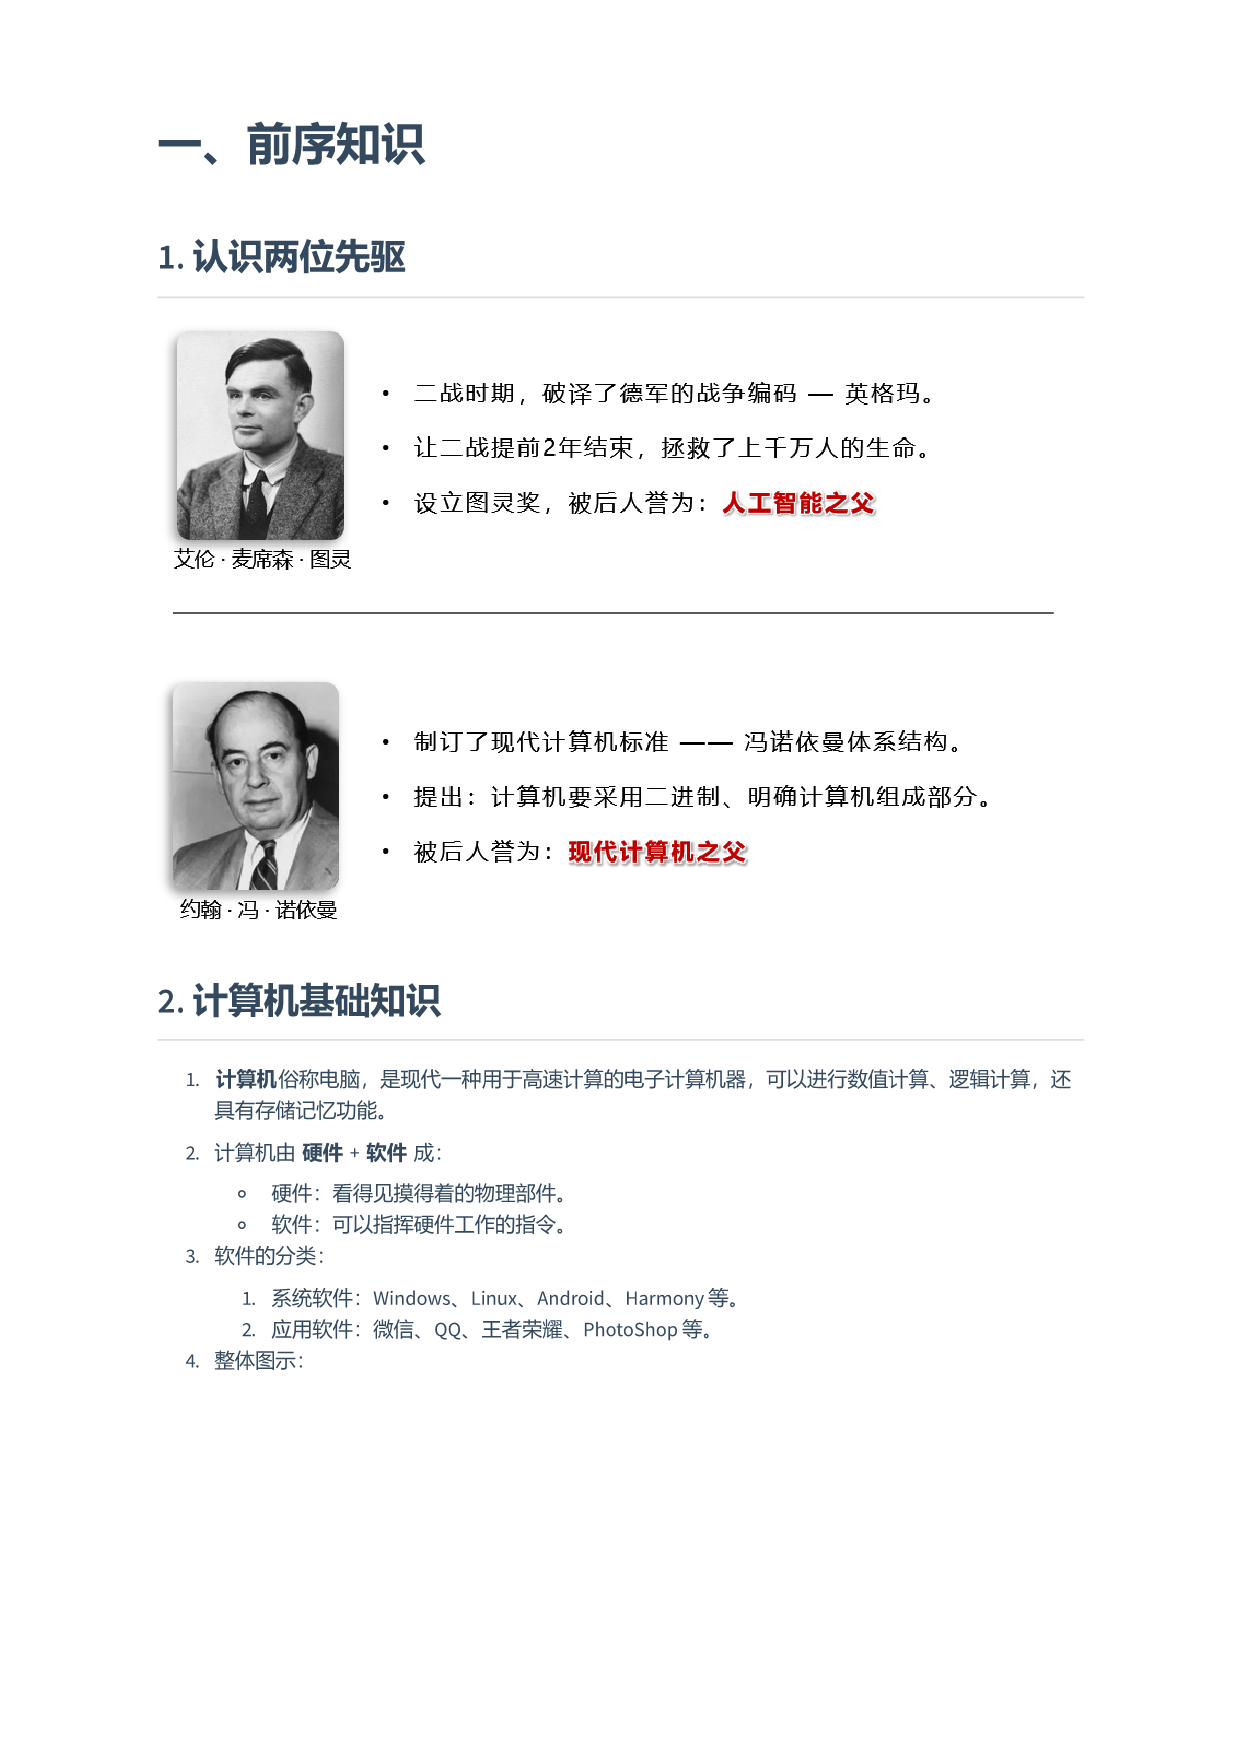 一、前序知识
1. 认识两位先驱
• 二战时期，破译了德军的战争编码 — 英格玛。
• 让二战提前2年结束，拯救了上千万人的生命。
• 设立图灵奖，被后人誉为：人工智能之父
艾伦 · 麦席森 · 图灵
• 制订了现代计算机标准 —— 冯诺依曼体系结构。
• 提出：计算机要采用二进制、明确计算机组成部分。
• 被后人誉为：现代计算机之父
约翰 · 冯 · 诺依曼
2. 计算机基础知识
1. 计算机俗称电脑，是现代一种用于高速计算的电子计算机器，可以进行数值计算、逻辑计算，还
具有存储记忆功能。
2. 计算机由 硬件 + 软件 成：
硬件：看得见摸得着的物理部件。
软件：可以指挥硬件工作的指令。
3. 软件的分类：
1. 系统软件：Windows、Linux、Android、Harmony 等。
2. 应用软件：微信、QQ、王者荣耀、PhotoShop 等。
4. 整体图示：